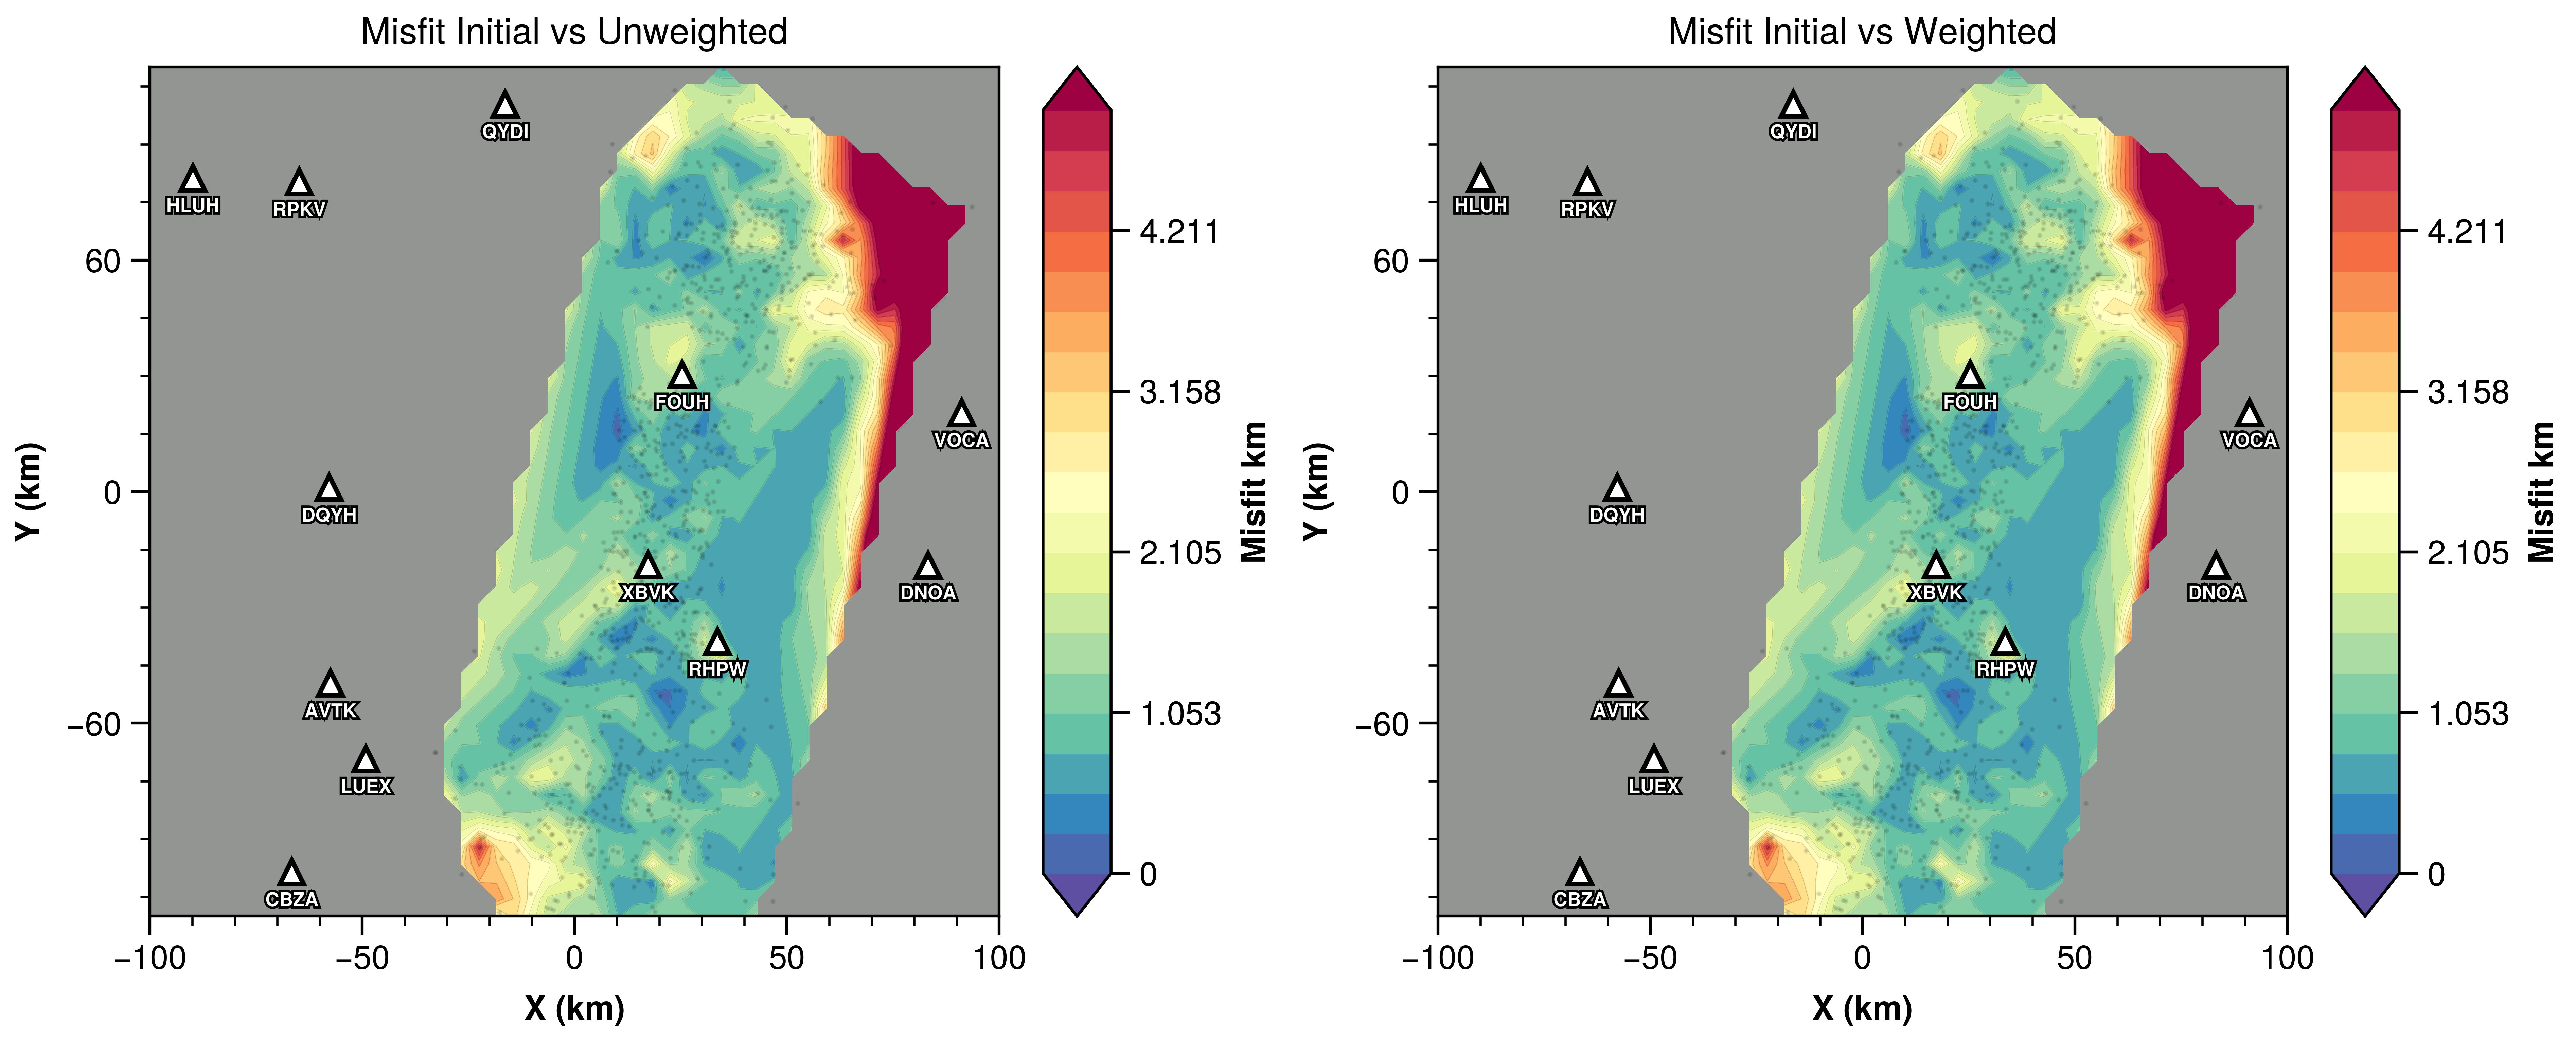 Misfit Initial vs Unweighted
QYDI
HLUH
RPKV
FOUH
VOCA
DQYH
XBVK
DNOA
RHPW
AVTK
LUEX
CBZA
60
0
−60
−100
−50
0
50
100
Y (km)
X (km)
4.211
3.158
2.105
1.053
0
Misfit km
Misfit Initial vs Weighted
QYDI
HLUH
RPKV
FOUH
VOCA
DQYH
XBVK
DNOA
RHPW
AVTK
LUEX
CBZA
60
0
−60
−100
−50
0
50
100
Y (km)
X (km)
4.211
3.158
2.105
1.053
0
Misfit km